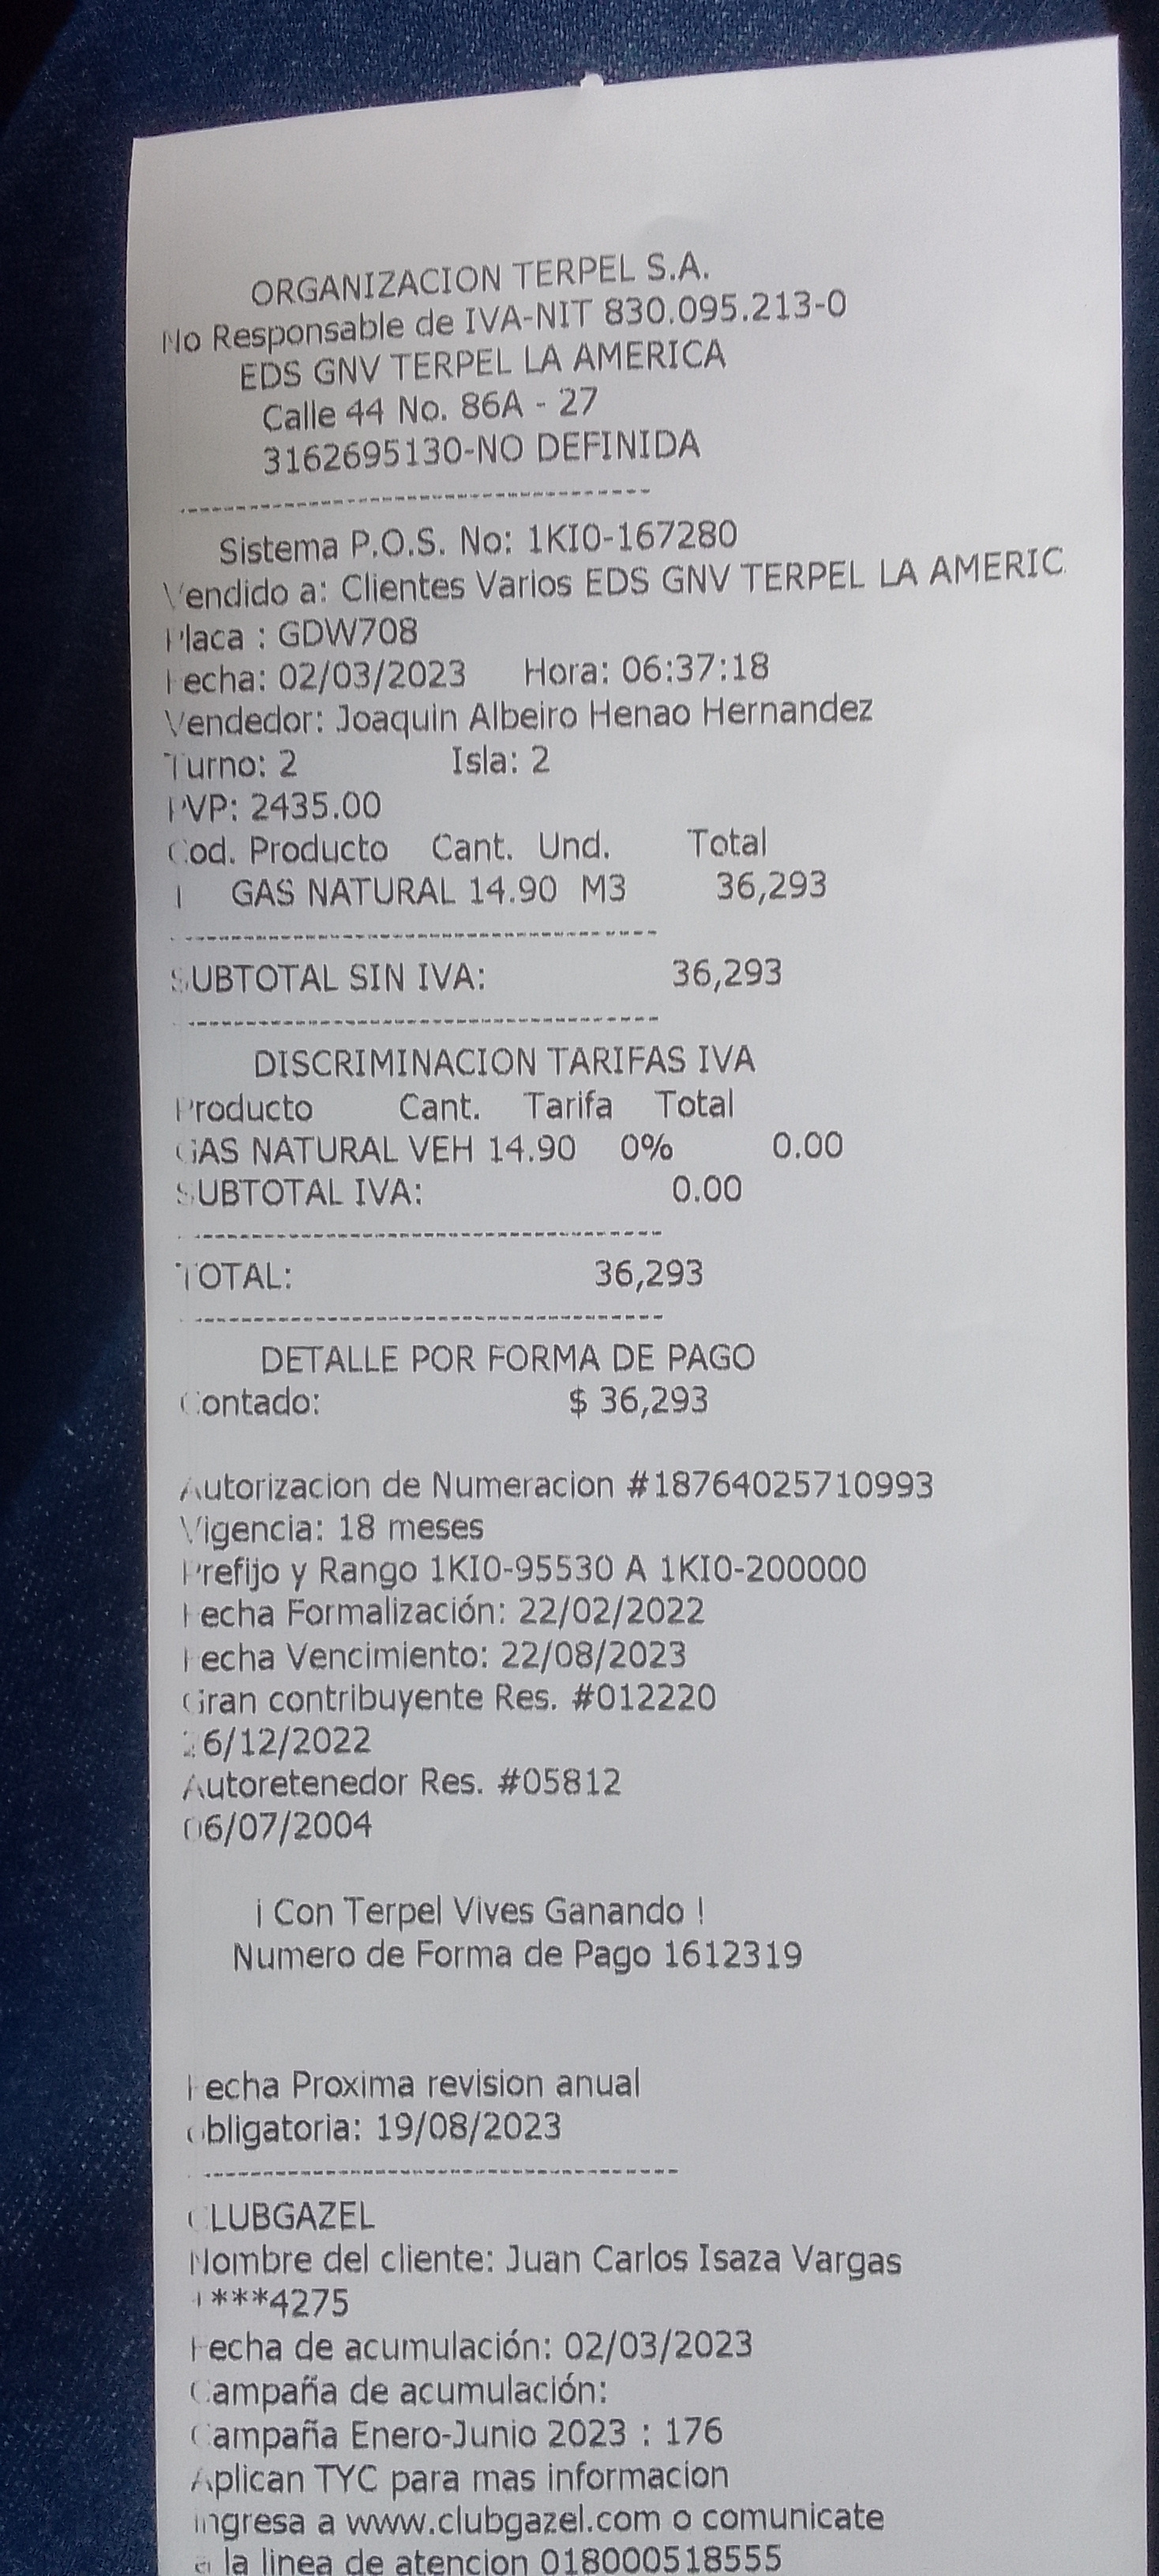 ORGANIZACION TERPEL S.A.
No Responsable de IVA-NIT 830.095.213-0
EDS GNV TERPEL LA AMERICA
Calle 44 No. 86A - 27
3162695130-NO DEFINIDA
------------------------------------
Sistema P.O.S. No: 1KI0-167280
Vendido a: Clientes Varios EDS GNV TERPEL LA AMERIC
Placa : GDW708
Fecha: 02/03/2023 Hora: 06:37:18
Vendedor: Joaquin Albeiro Henao Hernandez
Turno: 2 Isla: 2
PVP: 2435.00
Cod. Producto Cant. Und. Total
1 GAS NATURAL 14.90 M3 36,293
------------------------------------
SUBTOTAL SIN IVA: 36,293
------------------------------------
DISCRIMINACION TARIFAS IVA
Producto Cant. Tarifa Total
GAS NATURAL VEH 14.90 0% 0.00
SUBTOTAL IVA: 0.00
------------------------------------
TOTAL: 36,293
------------------------------------
DETALLE POR FORMA DE PAGO
Contado: $ 36,293
Autorizacion de Numeracion #18764025710993
Vigencia: 18 meses
Prefijo y Rango 1KI0-95530 A 1KI0-200000
Fecha Formalización: 22/02/2022
Fecha Vencimiento: 22/08/2023
Gran contribuyente Res. #012220
26/12/2022
Autoretenedor Res. #05812
06/07/2004
¡ Con Terpel Vives Ganando !
Numero de Forma de Pago 1612319
Fecha Proxima revision anual
obligatoria: 19/08/2023
------------------------------------
CLUBGAZEL
Nombre del cliente: Juan Carlos Isaza Vargas
***4275
Fecha de acumulación: 02/03/2023
Campaña de acumulación:
Campaña Enero-Junio 2023 : 176
Aplican TYC para mas informacion
ingresa a www.clubgazel.com o comunicate
a la linea de atencion 018000518555